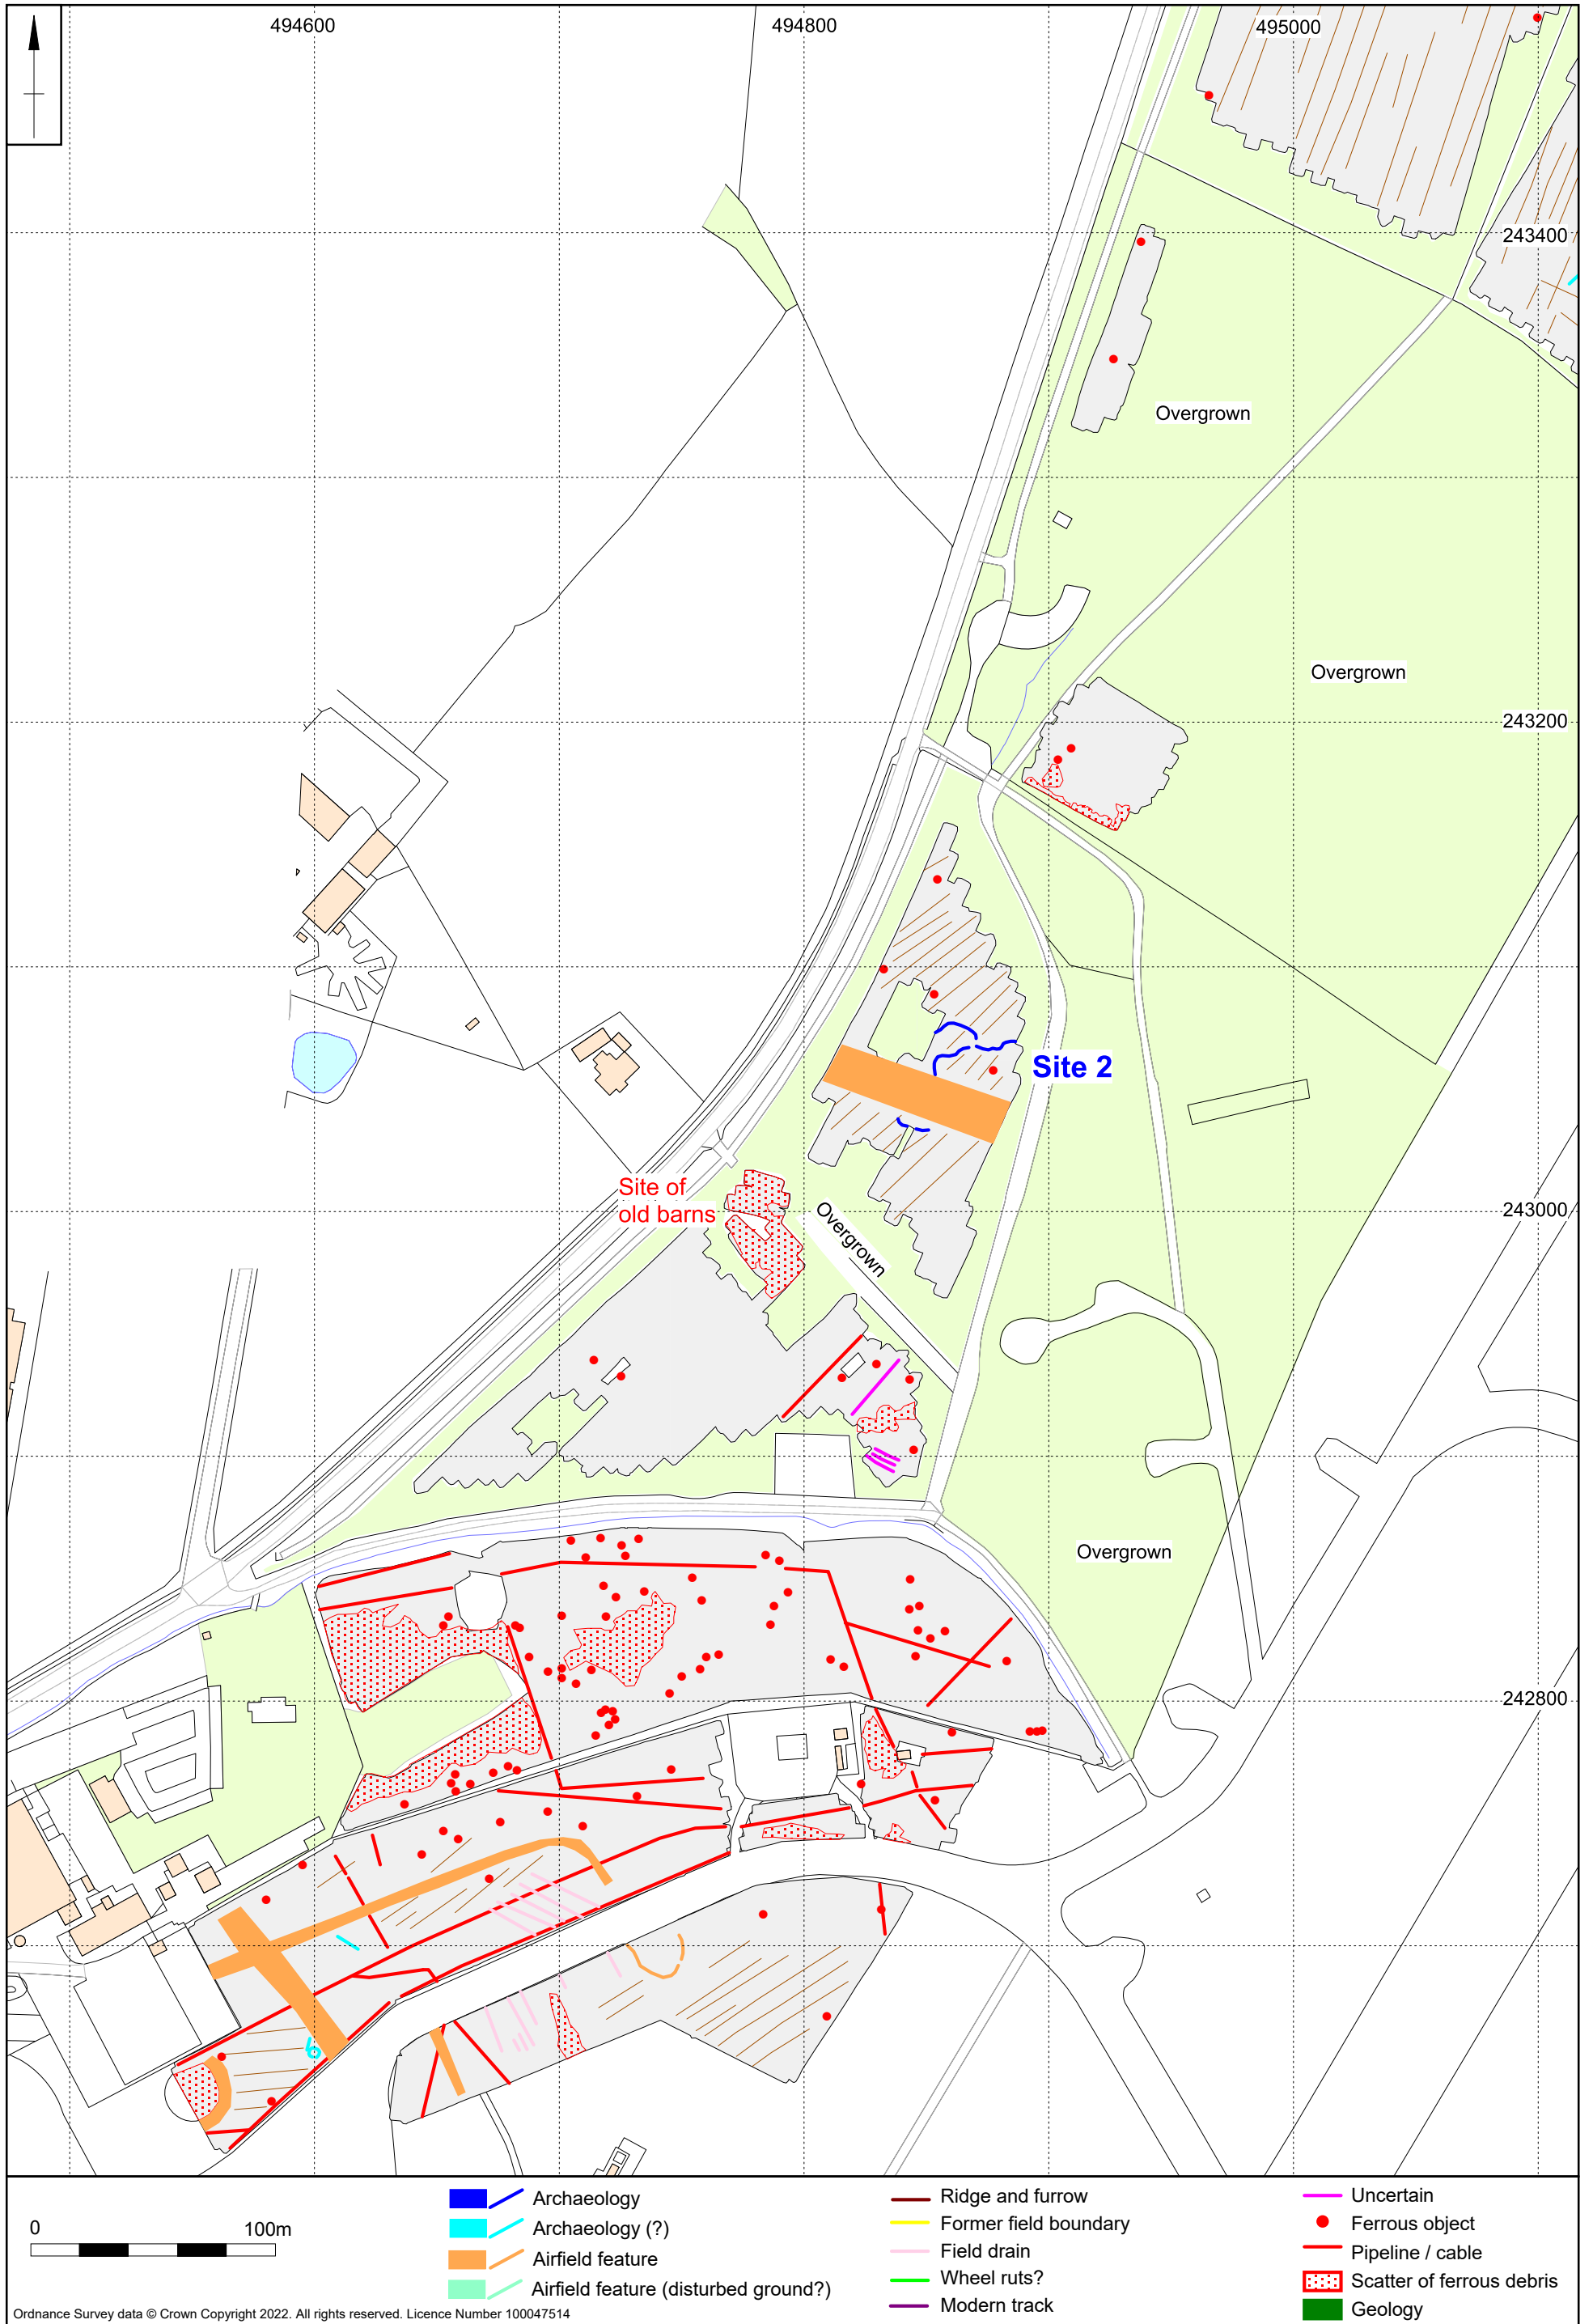 494600
494800
495000
243400
Overgrown
Overgrown
243200
Site 2
Site of
old barns
Overgrown
243000
Overgrown
242800
0 100m
Archaeology
Archaeology (?)
Airfield feature
Airfield feature (disturbed ground?)
Ridge and furrow
Former field boundary
Field drain
Wheel ruts?
Modern track
Uncertain
Ferrous object
Pipeline / cable
Scatter of ferrous debris
Geology
Ordnance Survey data © Crown Copyright 2022. All rights reserved. Licence Number 100047514